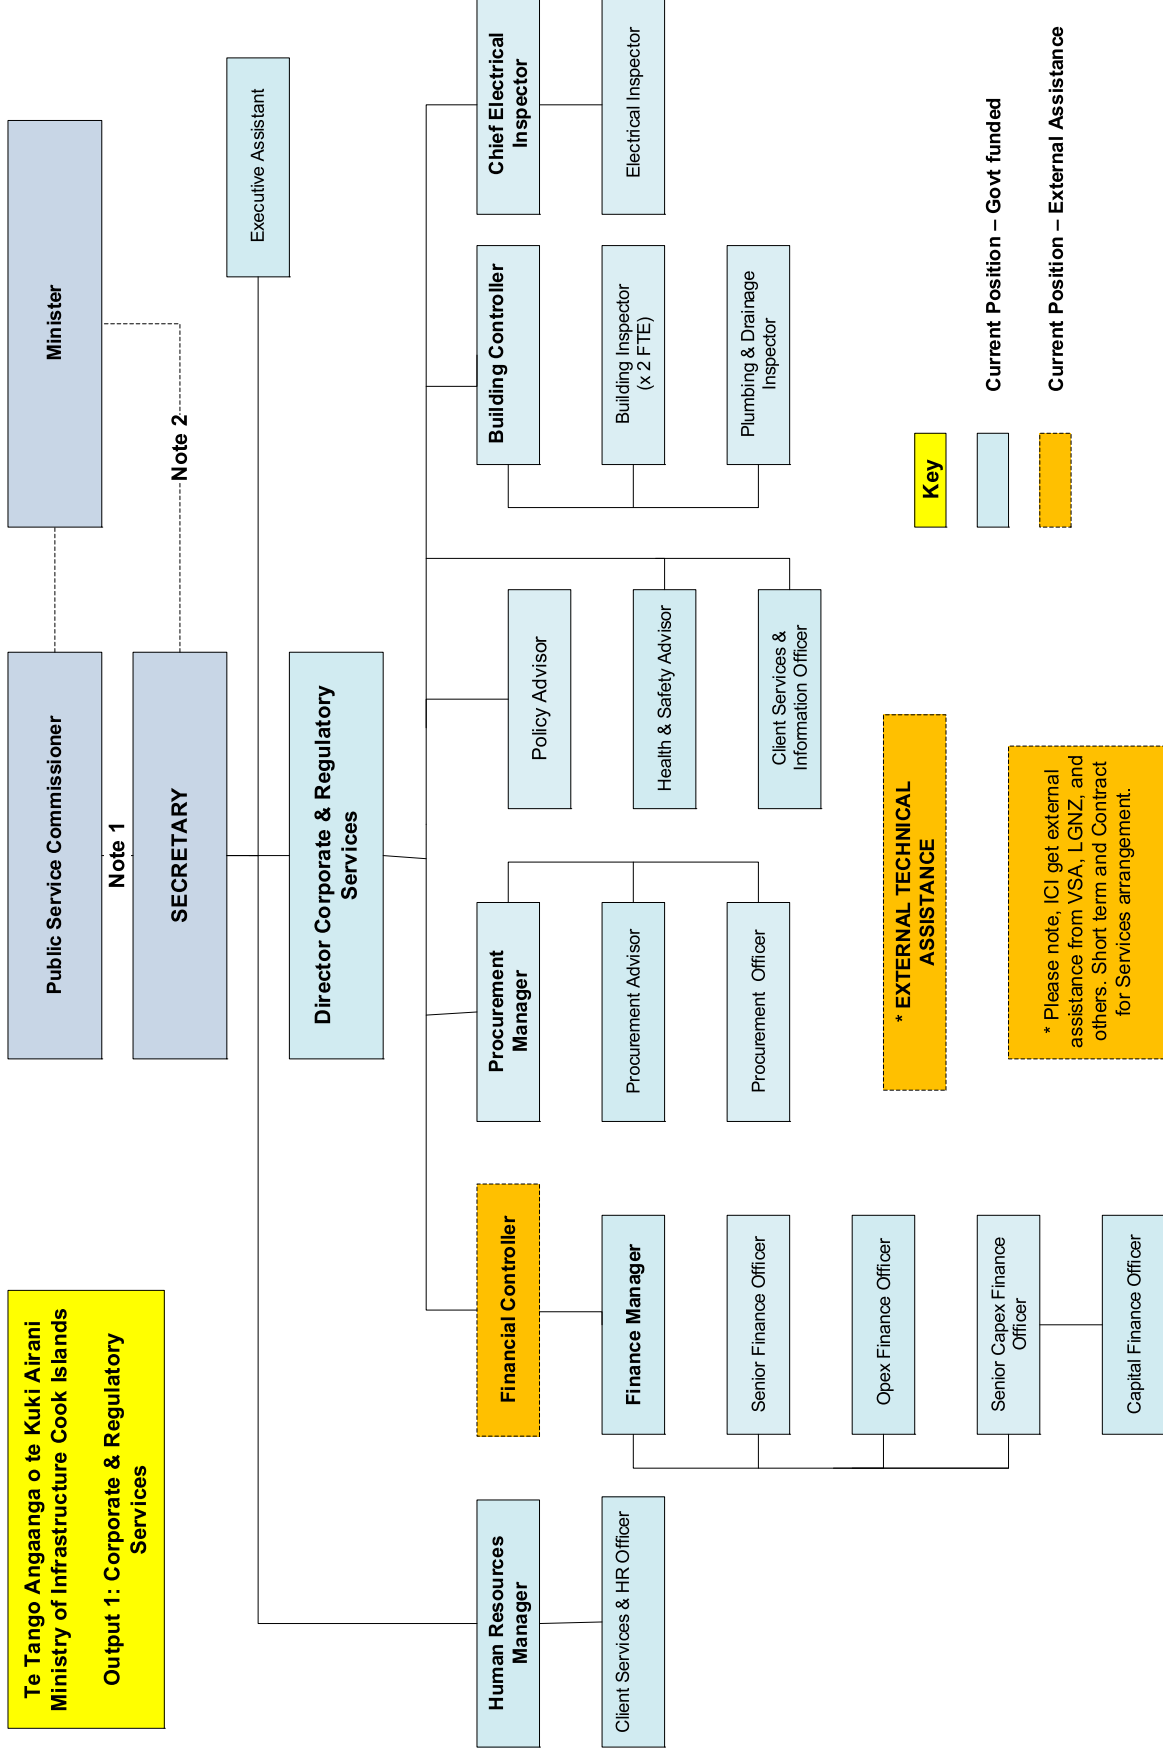 Te Tango Angaanga o te Kuki Airani
Ministry of Infrastructure Cook Islands
Output 1: Corporate & Regulatory
Services
Public Service Commissioner
Minister
Note 1
SECRETARY
Note 2
Executive Assistant
Director Corporate & Regulatory
Services
Human Resources
Manager
Client Services & HR Officer
Financial Controller
Finance Manager
Senior Finance Officer
Opex Finance Officer
Senior Capex Finance
Officer
Capital Finance Officer
Procurement
Manager
Procurement Advisor
Procurement Officer
Policy Advisor
Health & Safety Advisor
Client Services &
Information Officer
Building Controller
Building Inspector
(x 2 FTE)
Plumbing & Drainage
Inspector
Chief Electrical
Inspector
Electrical Inspector
* EXTERNAL TECHNICAL
ASSISTANCE
* Please note, ICI get external
assistance from VSA, LGNZ, and
others. Short term and Contract
for Services arrangement.
Key
Current Position – Govt funded
Current Position – External Assistance